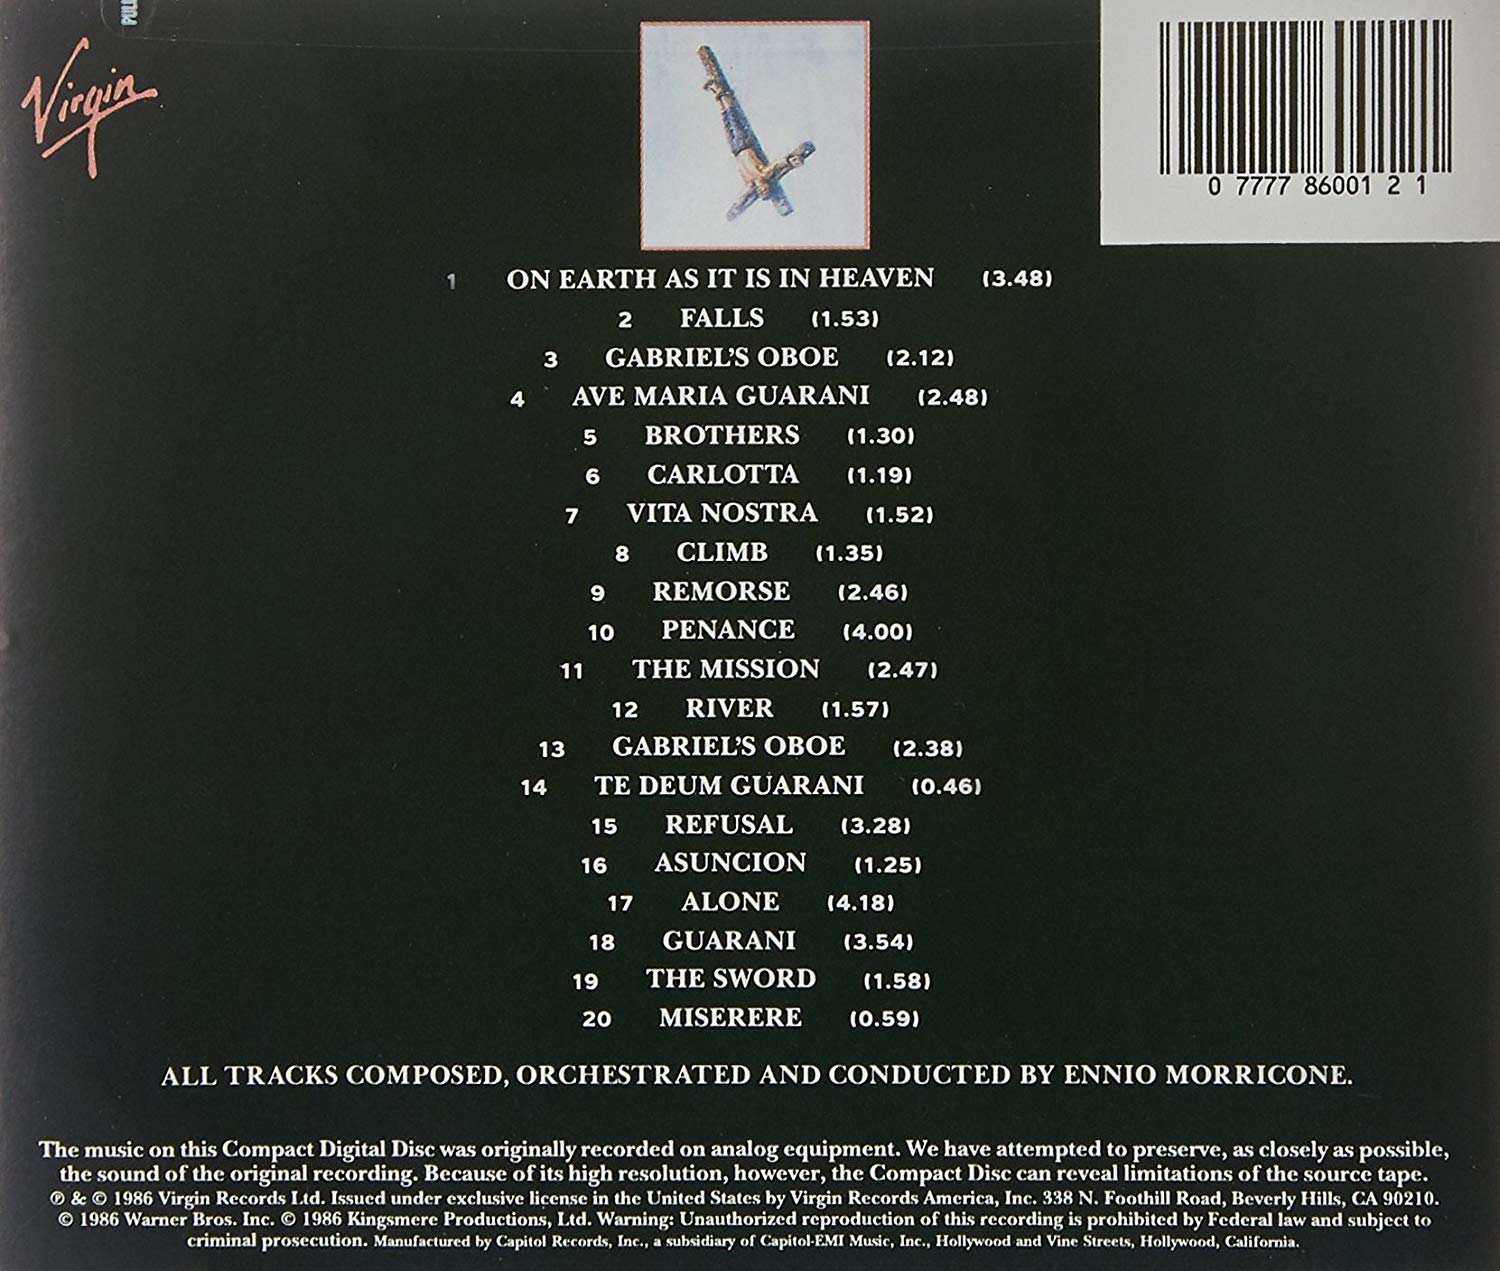 PULL
Virgin
0 7777 86001 2 1
1 ON EARTH AS IT IS IN HEAVEN (3.48)
2 FALLS (1.53)
3 GABRIEL'S OBOE (2.12)
4 AVE MARIA GUARANI (2.48)
5 BROTHERS (1.30)
6 CARLOTTA (1.19)
7 VITA NOSTRA (1.52)
8 CLIMB (1.35)
9 REMORSE (2.46)
10 PENANCE (4.00)
11 THE MISSION (2.47)
12 RIVER (1.57)
13 GABRIEL'S OBOE (2.38)
14 TE DEUM GUARANI (0.46)
15 REFUSAL (3.28)
16 ASUNCION (1.25)
17 ALONE (4.18)
18 GUARANI (3.54)
19 THE SWORD (1.58)
20 MISERERE (0.59)
ALL TRACKS COMPOSED, ORCHESTRATED AND CONDUCTED BY ENNIO MORRICONE.
The music on this Compact Digital Disc was originally recorded on analog equipment. We have attempted to preserve, as closely as possible,
the sound of the original recording. Because of its high resolution, however, the Compact Disc can reveal limitations of the source tape.
℗ & © 1986 Virgin Records Ltd. Issued under exclusive license in the United States by Virgin Records America, Inc. 338 N. Foothill Road, Beverly Hills, CA 90210.
© 1986 Warner Bros. Inc. © 1986 Kingsmere Productions, Ltd. Warning: Unauthorized reproduction of this recording is prohibited by Federal law and subject to
criminal prosecution. Manufactured by Capitol Records, Inc., a subsidiary of Capitol-EMI Music, Inc., Hollywood and Vine Streets, Hollywood, California.